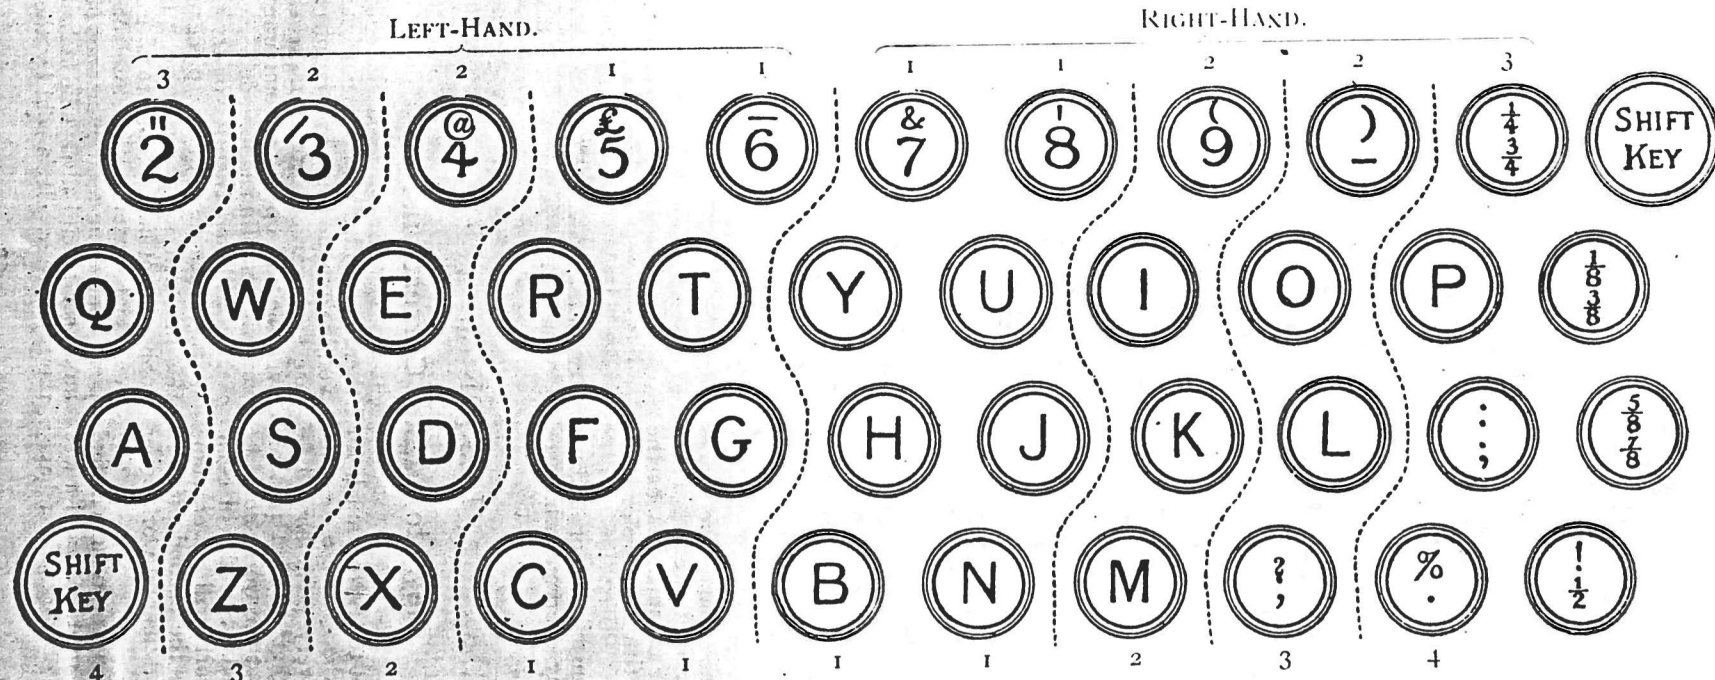 LEFT-HAND. RIGHT-HAND.
3 2 2 1 1 1 1 2 2 3
" / @ £ _ & ' ( ) 1/4 SHIFT
2 3 4 5 6 7 8 9 - 3/4 KEY
Q W E R T Y U I O P 1/8 3/8
A S D F G H J K L : ; 5/8 7/8
SHIFT Z X C V B N M ? % !
KEY , . 1/2
4 3 2 1 1 1 1 2 3 4